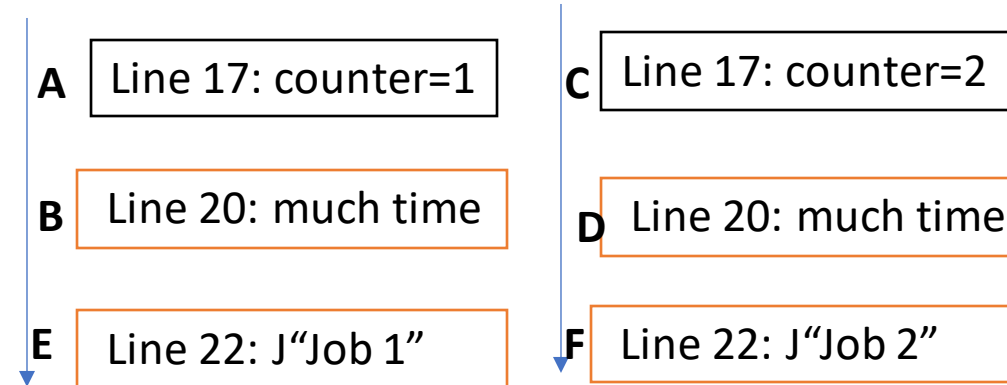 A Line 17: counter=1
B Line 20: much time
E Line 22: J“Job 1”
C Line 17: counter=2
D Line 20: much time
F Line 22: J“Job 2”